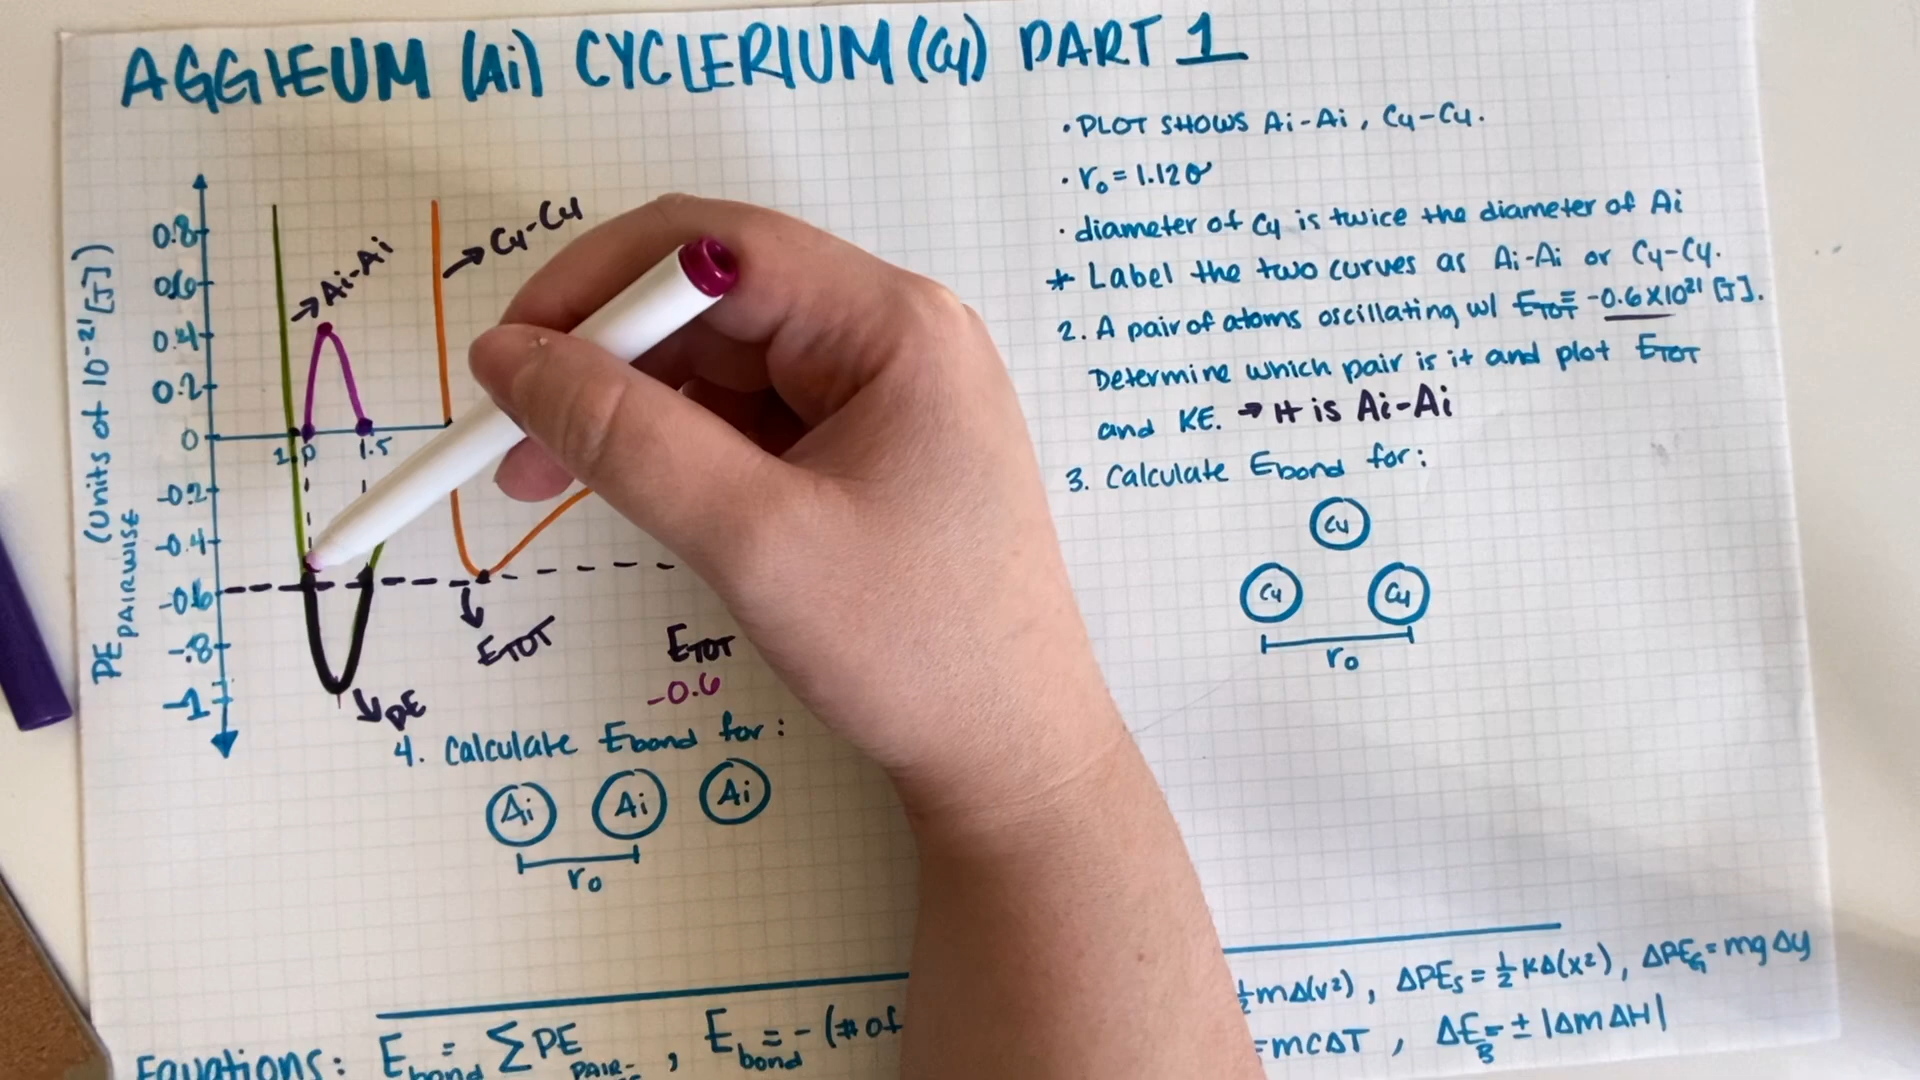 AGGIEUM (Ai) CYCLERIUM (Cy) PART 1
• PLOT SHOWS Ai-Ai, Cy-Cy.
• r₀ = 1.12σ
• diameter of Cy is twice the diameter of Ai
* Label the two curves as Ai-Ai or Cy-Cy.
2. A pair of atoms oscillating w/ ETOT = -0.6x10²¹ [J].
Determine which pair is it and plot ETOT
and KE. → It is Ai-Ai
3. Calculate Ebond for:
Cy
Cy Cy
r₀
PE PAIRWISE (Units of 10⁻²¹ [J])
0.8
0.6
0.4
0.2
0
-0.2
-0.4
-0.6
-.8
-1
→ Ai-Ai
→ Cy-Cy
1.5
ETOT
PE
ETOT
-0.6
4. Calculate Ebond for:
Ai Ai Ai
r₀
Equations: Ebond = ΣPE PAIR- , Ebond = - (# of
½mΔ(v²), ΔPEs = ½KΔ(x²), ΔPEG = mgΔy
=mCΔT, ΔEB = ± |ΔmΔH|